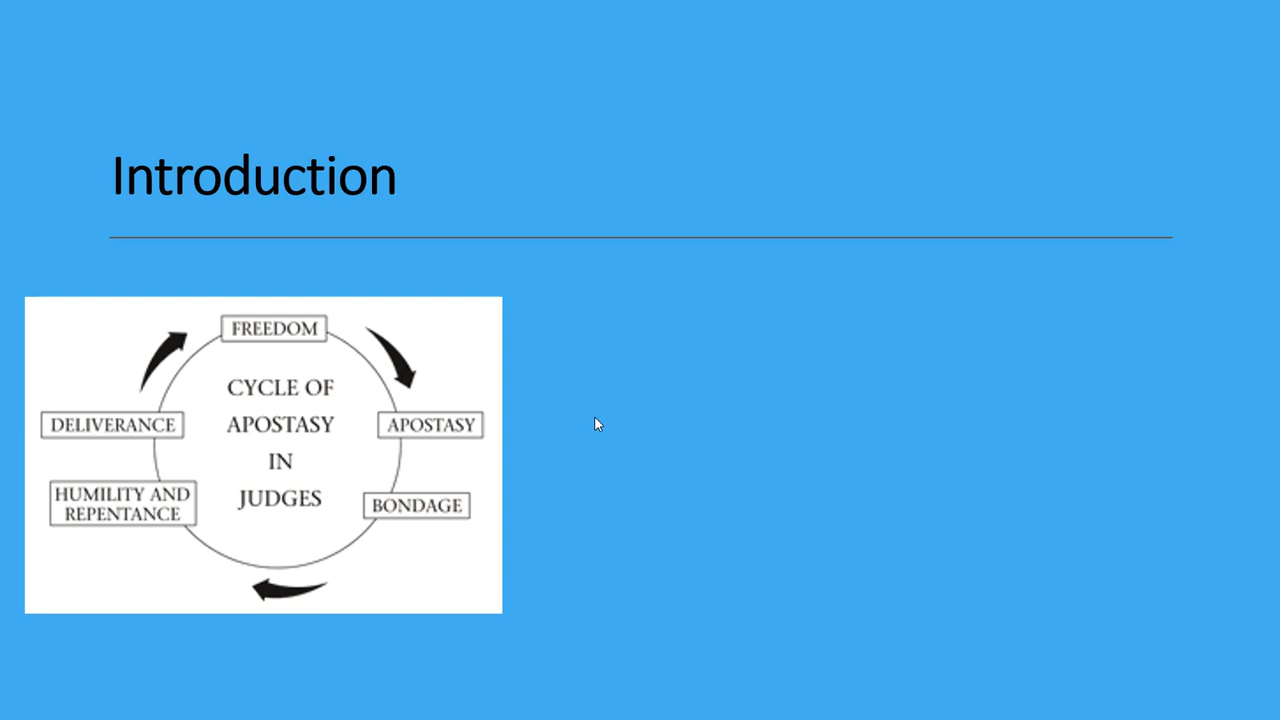 Introduction
FREEDOM
CYCLE OF
APOSTASY
IN
JUDGES
DELIVERANCE
APOSTASY
HUMILITY AND
REPENTANCE
BONDAGE